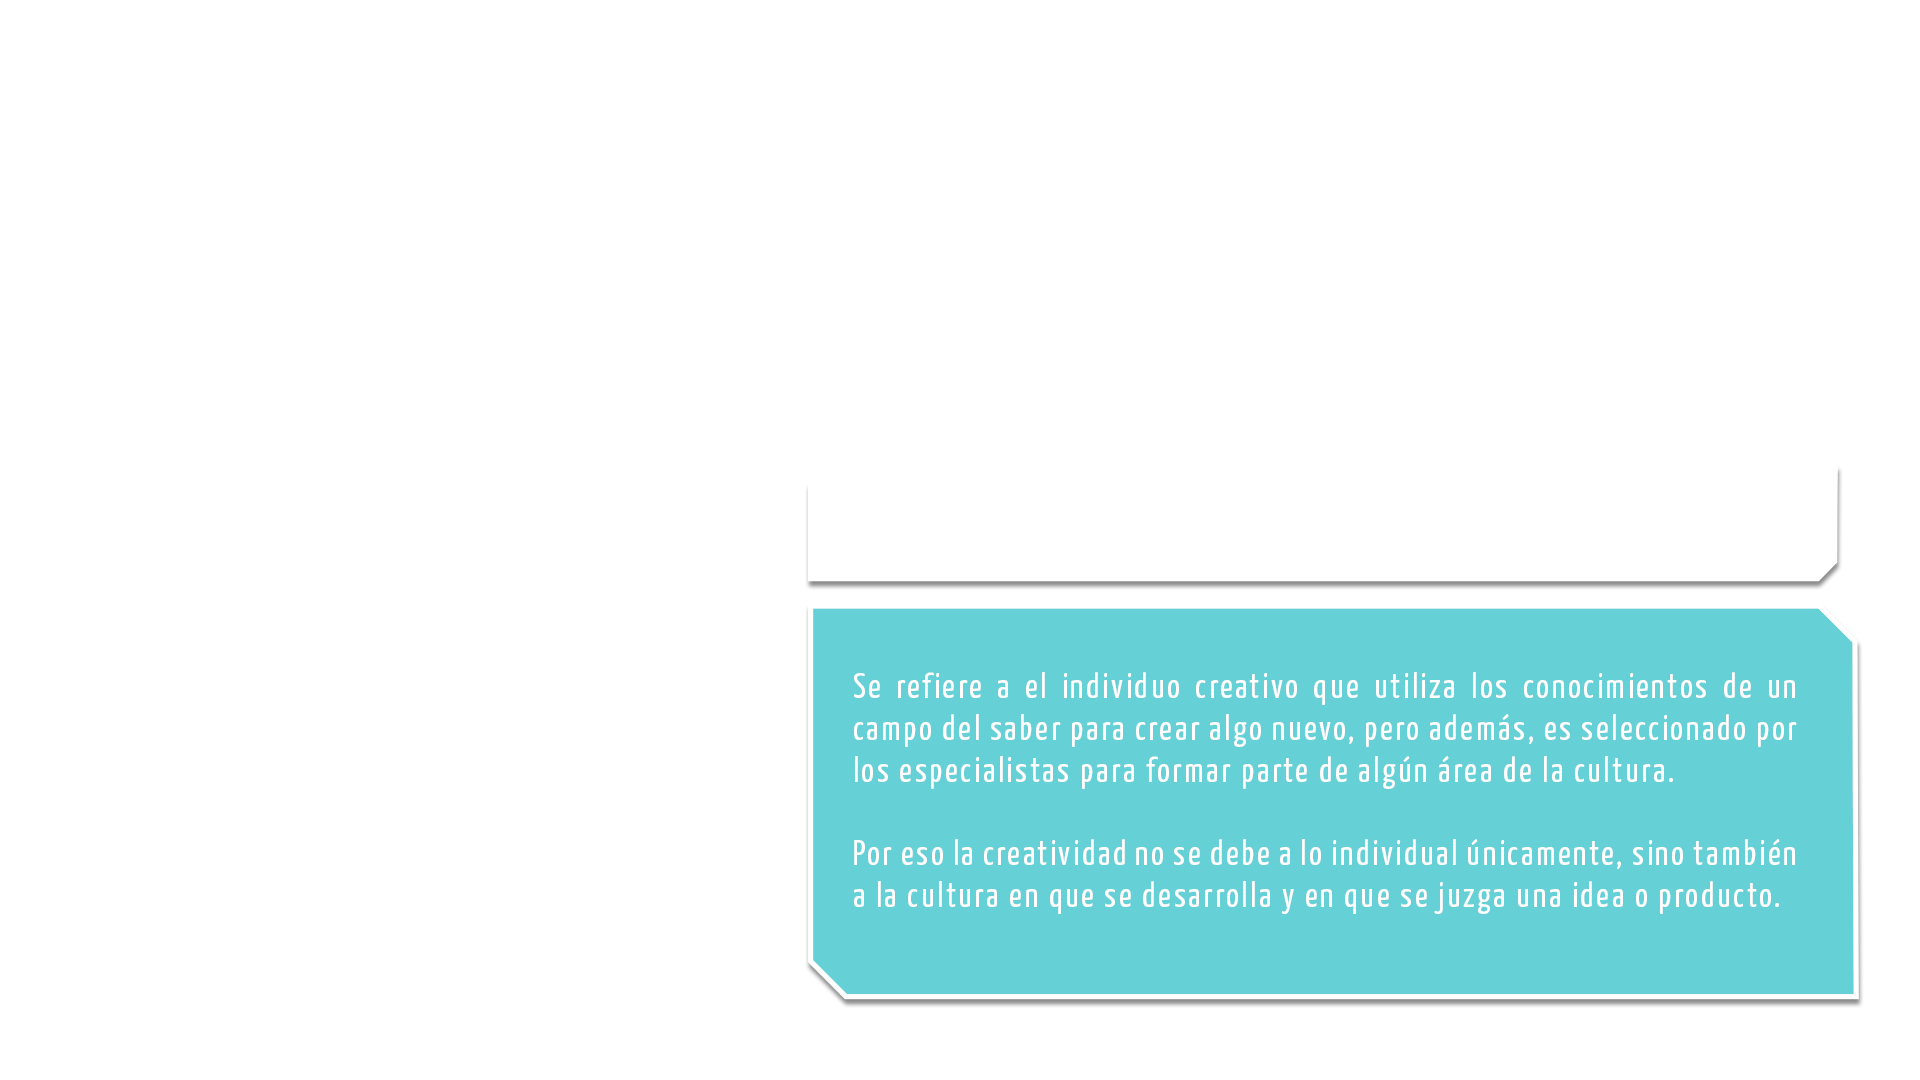 Se refiere a el individuo creativo que utiliza los conocimientos de un
campo del saber para crear algo nuevo, pero además, es seleccionado por
los especialistas para formar parte de algún área de la cultura.
Por eso la creatividad no se debe a lo individual únicamente, sino también
a la cultura en que se desarrolla y en que se juzga una idea o producto.